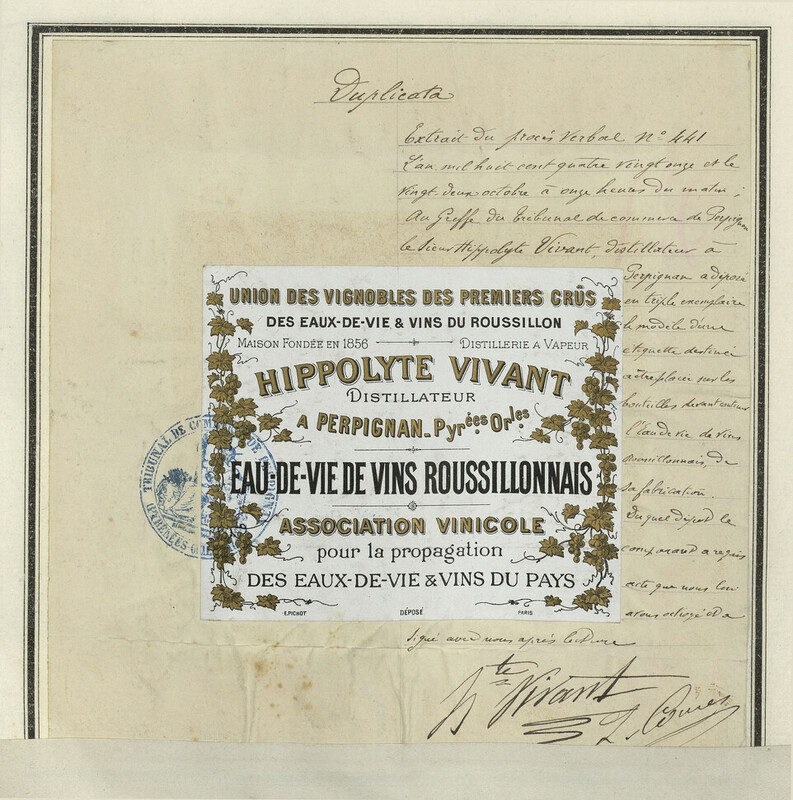 Duplicata
Extrait du procès verbal N° 441
L'an mil huit cent quatre vingt onze et le
vingt-deux octobre à onze heures du matin ;
Au Greffe du Tribunal de commerce de Perpignan
le Sieur Hippolyte Vivant, distillateur à
Perpignan a déposé
en triple exemplaire
le modèle d'une
étiquette destinée
à être placée sur les
bouteilles devant contenir
l'eau de vie de vins
Roussillonnais, de
sa fabrication.
Duquel dépot le
comparant a requis
acte que nous lui
avons octroyé et a
signé avec nous après lecture
UNION DES VIGNOBLES DES PREMIERS CRÛS
DES EAUX-DE-VIE & VINS DU ROUSSILLON
MAISON FONDÉE EN 1856 DISTILLERIE A VAPEUR
HIPPOLYTE VIVANT
DISTILLATEUR
A PERPIGNAN_Pyrées Orles
EAU-DE-VIE DE VINS ROUSSILLONNAIS
ASSOCIATION VINICOLE
pour la propagation
DES EAUX-DE-VIE & VINS DU PAYS
E.PICHOT DÉPOSÉ PARIS
TRIBUNAL DE COMMERCE DE
(PYRÉNÉES
Hte Vivant